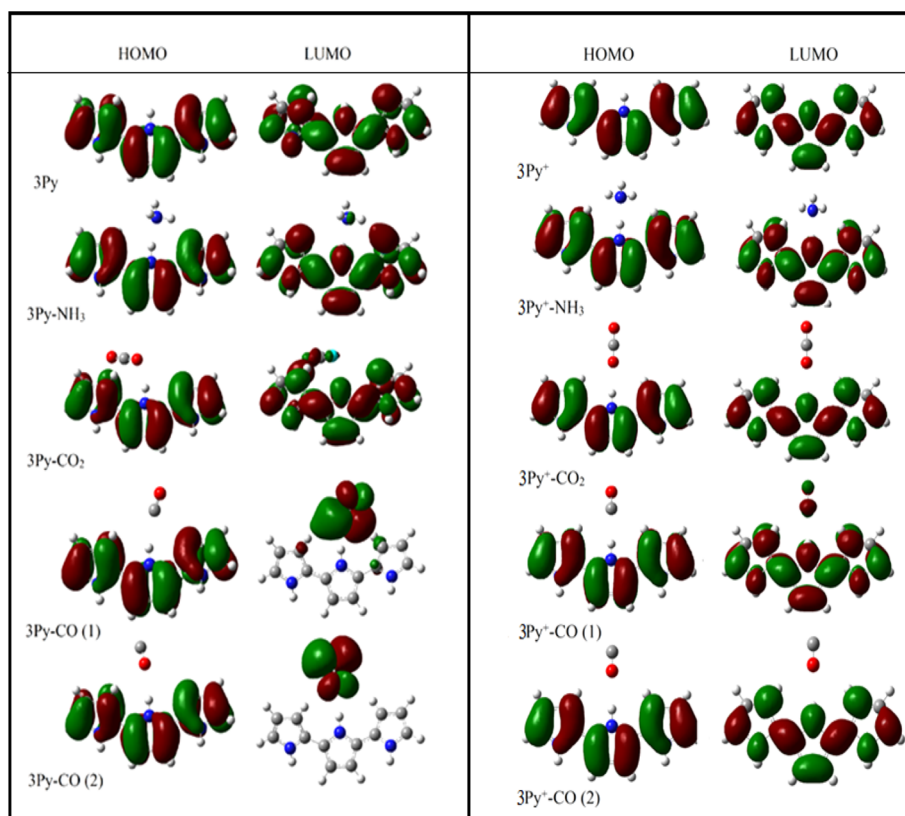 HOMO LUMO HOMO LUMO
3Py 3Py⁺
3Py-NH₃ 3Py⁺-NH₃
3Py-CO₂ 3Py⁺-CO₂
3Py-CO (1) 3Py⁺-CO (1)
3Py-CO (2) 3Py⁺-CO (2)